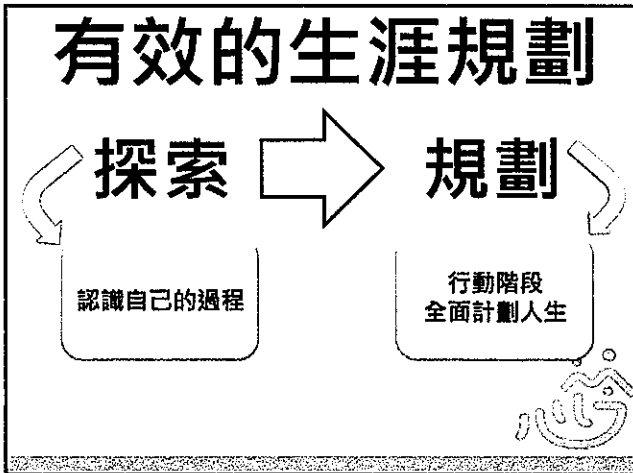 有效的生涯規劃
探索
規劃
認識自己的過程
行動階段
全面計劃人生